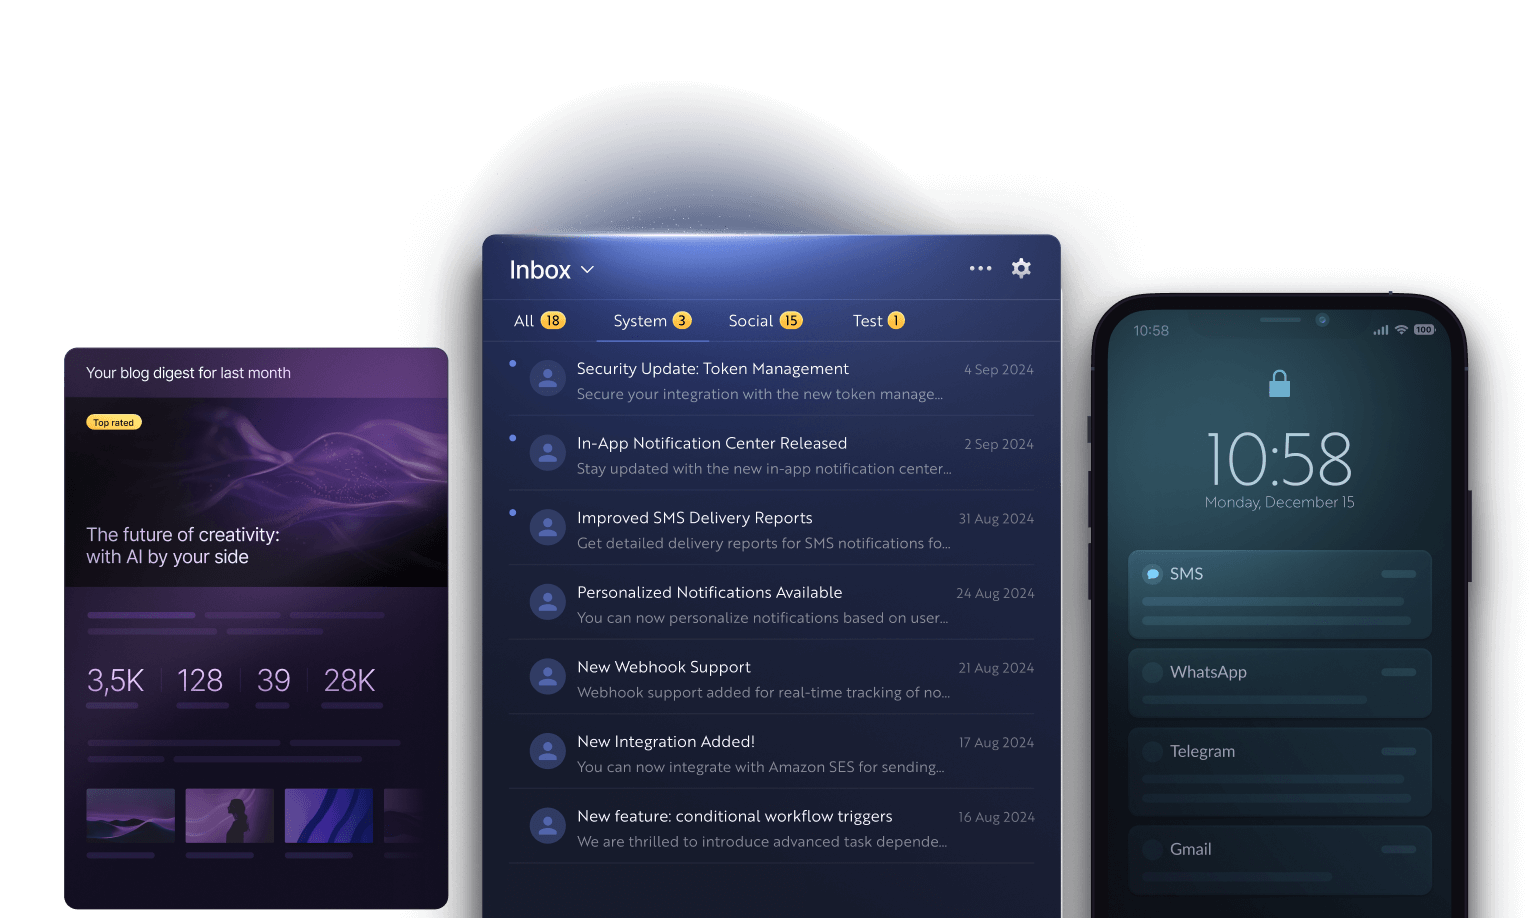 Your blog digest for last month
Top rated
The future of creativity:
with AI by your side
3,5K 128 39 28K
Inbox
All 18 System 3 Social 15 Test 1
Security Update: Token Management 4 Sep 2024
Secure your integration with the new token manage...
In-App Notification Center Released 2 Sep 2024
Stay updated with the new in-app notification center...
Improved SMS Delivery Reports 31 Aug 2024
Get detailed delivery reports for SMS notifications fo...
Personalized Notifications Available 24 Aug 2024
You can now personalize notifications based on user...
New Webhook Support 21 Aug 2024
Webhook support added for real-time tracking of no...
New Integration Added! 17 Aug 2024
You can now integrate with Amazon SES for sending...
New feature: conditional workflow triggers 16 Aug 2024
We are thrilled to introduce advanced task depende...
10:58 100
10:58
Monday, December 15
SMS
WhatsApp
Telegram
Gmail